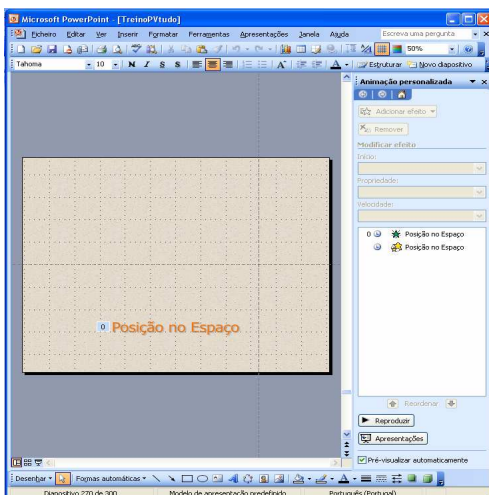 Microsoft PowerPoint - [TreinoPVtudo]
Ficheiro Editar Ver Inserir Formatar Ferramentas Apresentações Janela Ajuda Escreva uma pergunta
50%
Tahoma 10 N I S S Estruturar Novo diapositivo
Animação personalizada
Adicionar efeito
Remover
Modificar efeito
Início:
Propriedade:
Velocidade:
0 Posição no Espaço
Posição no Espaço
0 Posição no Espaço
Reordenar
Reproduzir
Apresentações
Pré-visualizar automaticamente
Desenhar Formas automáticas
Diapositivo 270 de 300 Modelo de apresentação predefinido Português (Portugal)